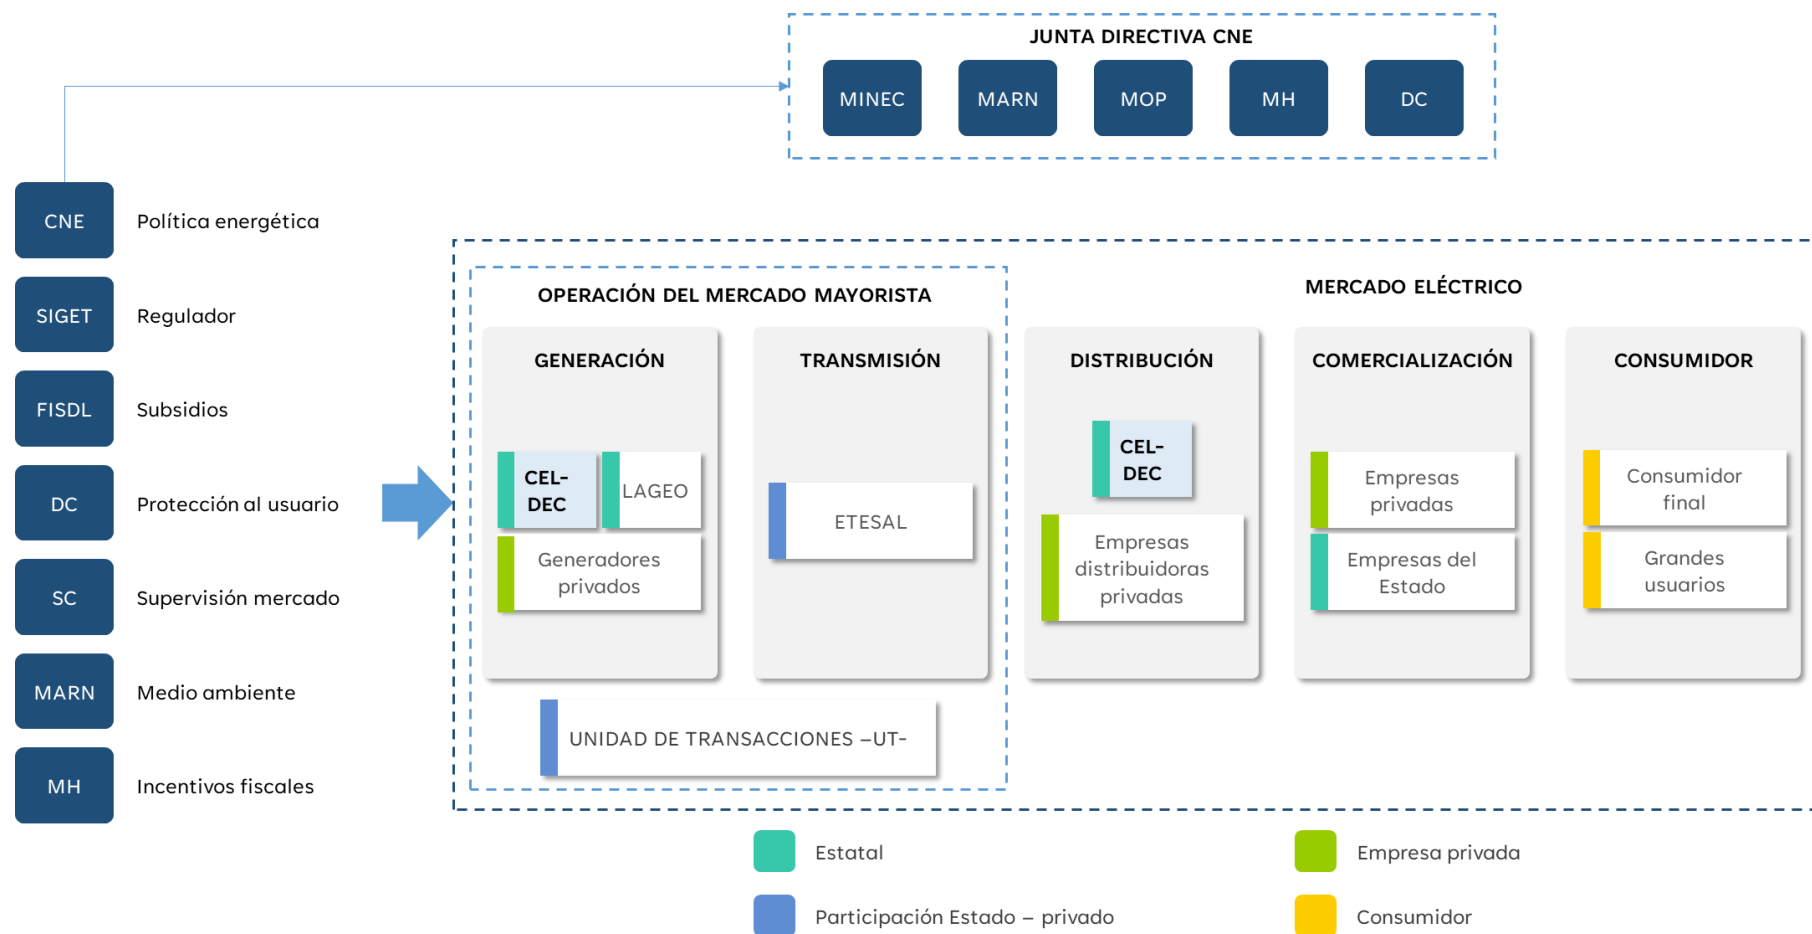 JUNTA DIRECTIVA CNE
MINEC
MARN
MOP
MH
DC
CNE
Política energética
SIGET
Regulador
FISDL
Subsidios
DC
Protección al usuario
SC
Supervisión mercado
MARN
Medio ambiente
MH
Incentivos fiscales
MERCADO ELÉCTRICO
OPERACIÓN DEL MERCADO MAYORISTA
GENERACIÓN
CEL-
DEC
LAGEO
Generadores
privados
TRANSMISIÓN
ETESAL
UNIDAD DE TRANSACCIONES –UT-
DISTRIBUCIÓN
CEL-
DEC
Empresas
distribuidoras
privadas
COMERCIALIZACIÓN
Empresas
privadas
Empresas del
Estado
CONSUMIDOR
Consumidor
final
Grandes
usuarios
Estatal
Empresa privada
Participación Estado – privado
Consumidor